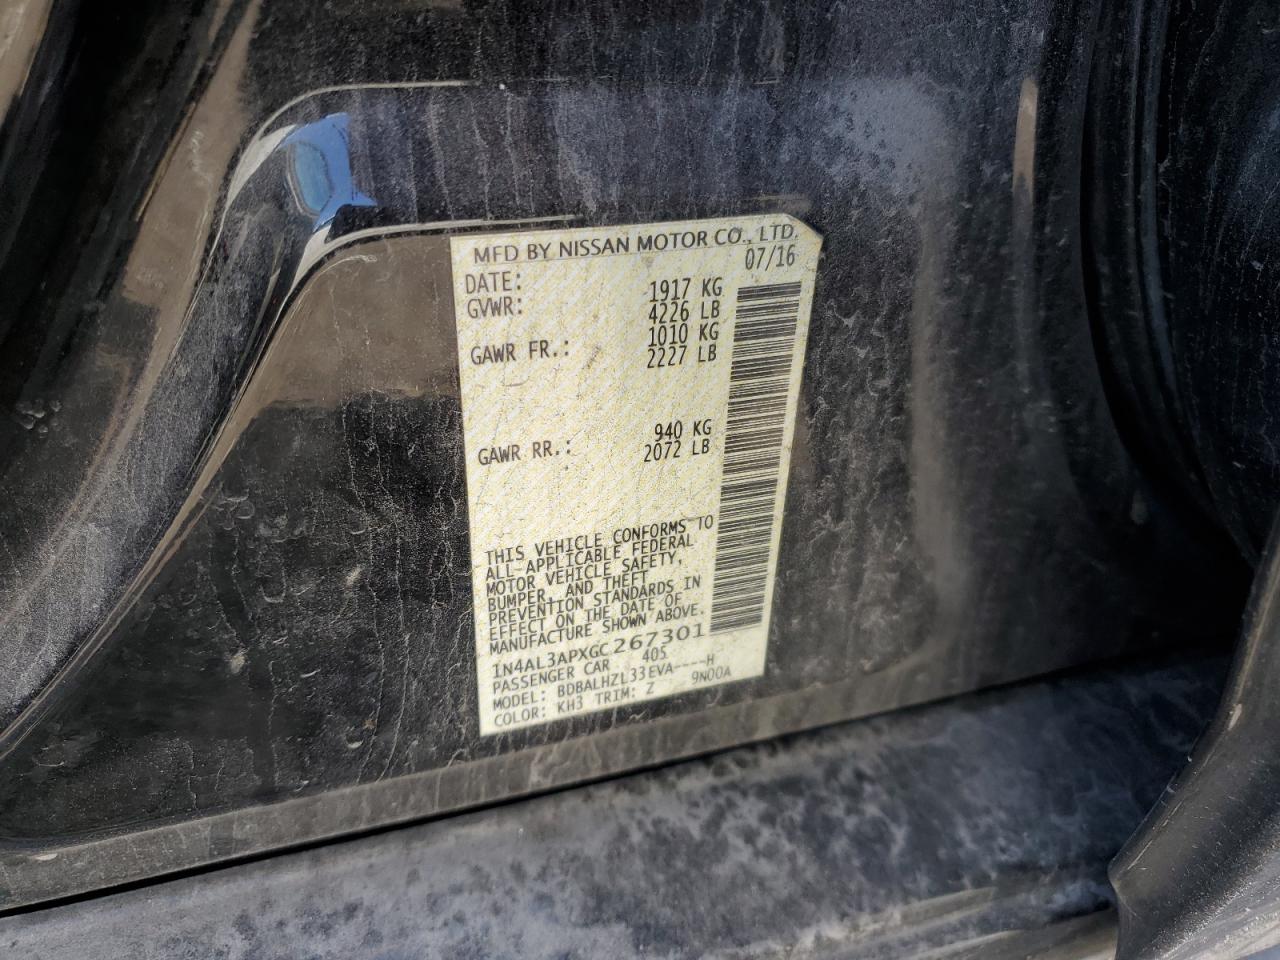 MFD BY NISSAN MOTOR CO., LTD.
DATE: 07/16
GVWR: 1917 KG
4226 LB
GAWR FR.: 1010 KG
2227 LB
GAWR RR.: 940 KG
2072 LB
THIS VEHICLE CONFORMS TO
ALL-APPLICABLE FEDERAL
MOTOR VEHICLE SAFETY,
BUMPER, AND THEFT
PREVENTION STANDARDS IN
EFFECT ON THE DATE OF
MANUFACTURE SHOWN ABOVE.
1N4AL3APXGC267301
PASSENGER CAR 405
MODEL: BDBALHZL33EVA----H
COLOR: KH3 TRIM: Z 9N00A